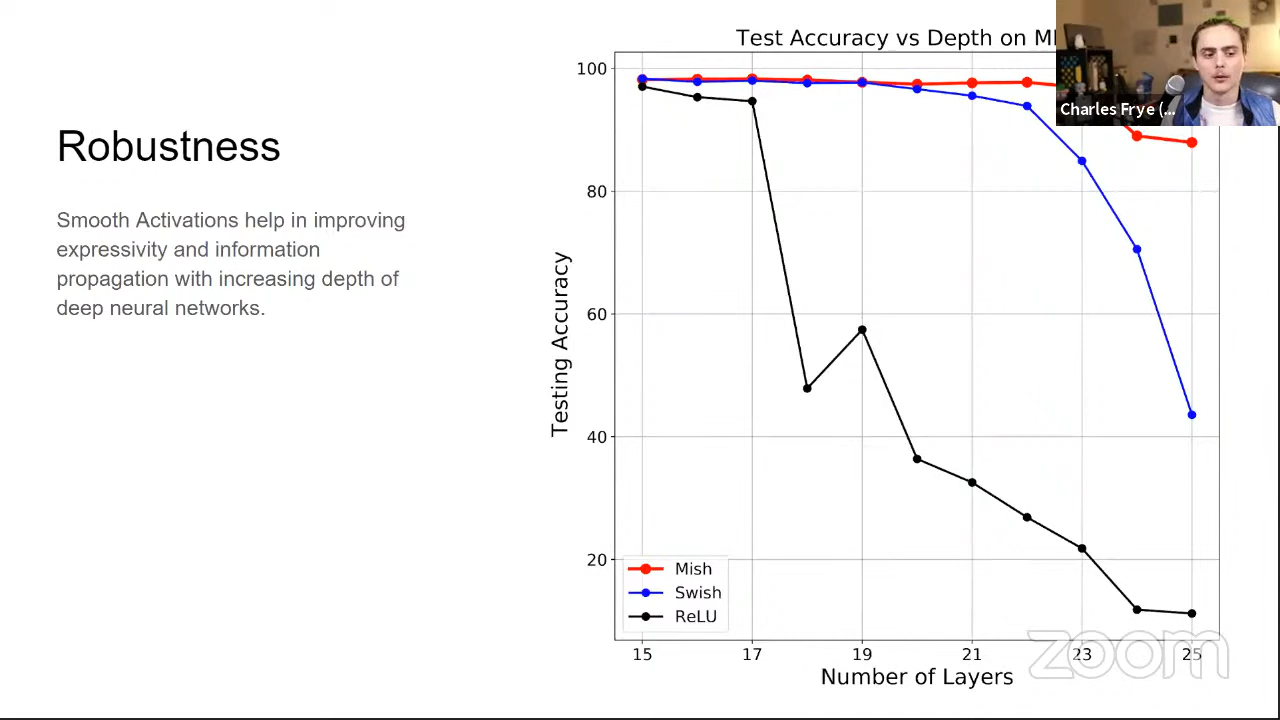 Robustness
Smooth Activations help in improving
expressivity and information
propagation with increasing depth of
deep neural networks.
Test Accuracy vs Depth on
Charles Frye (...
100
80
60
40
20
Testing Accuracy
Mish
Swish
ReLU
15 17 19 21 23 25
Number of Layers
zoom